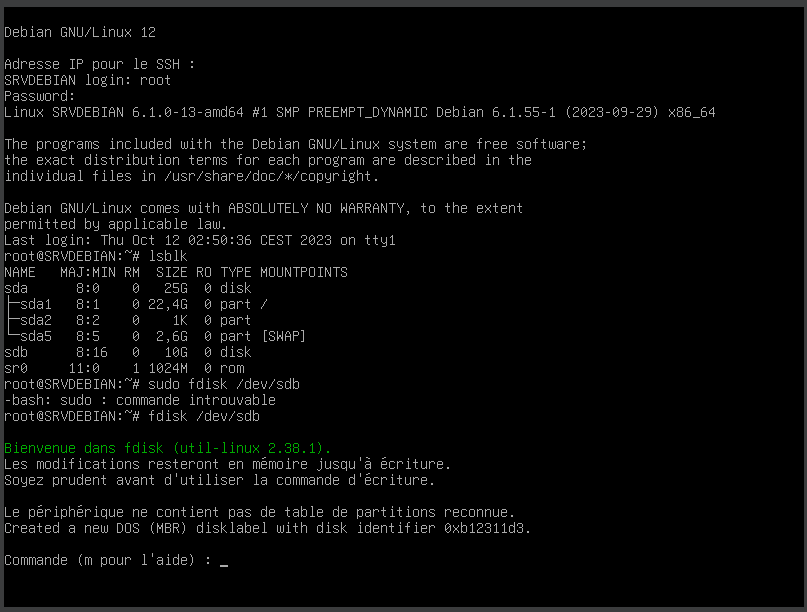 Debian GNU/Linux 12
Adresse IP pour le SSH :
SRVDEBIAN login: root
Password:
Linux SRVDEBIAN 6.1.0-13-amd64 #1 SMP PREEMPT_DYNAMIC Debian 6.1.55-1 (2023-09-29) x86_64
The programs included with the Debian GNU/Linux system are free software;
the exact distribution terms for each program are described in the
individual files in /usr/share/doc/*/copyright.
Debian GNU/Linux comes with ABSOLUTELY NO WARRANTY, to the extent
permitted by applicable law.
Last login: Thu Oct 12 02:50:36 CEST 2023 on tty1
root@SRVDEBIAN:~# lsblk
NAME   MAJ:MIN RM  SIZE RO TYPE MOUNTPOINTS
sda      8:0    0   25G  0 disk
├─sda1   8:1    0 22,4G  0 part /
├─sda2   8:2    0    1K  0 part
└─sda5   8:5    0  2,6G  0 part [SWAP]
sdb      8:16   0   10G  0 disk
sr0     11:0    1 1024M  0 rom
root@SRVDEBIAN:~# sudo fdisk /dev/sdb
-bash: sudo : commande introuvable
root@SRVDEBIAN:~# fdisk /dev/sdb
Bienvenue dans fdisk (util-linux 2.38.1).
Les modifications resteront en mémoire jusqu'à écriture.
Soyez prudent avant d'utiliser la commande d'écriture.
Le périphérique ne contient pas de table de partitions reconnue.
Created a new DOS (MBR) disklabel with disk identifier 0xb12311d3.
Commande (m pour l'aide) : _